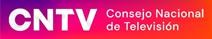 CNTV
Consejo Nacional
de Televisión